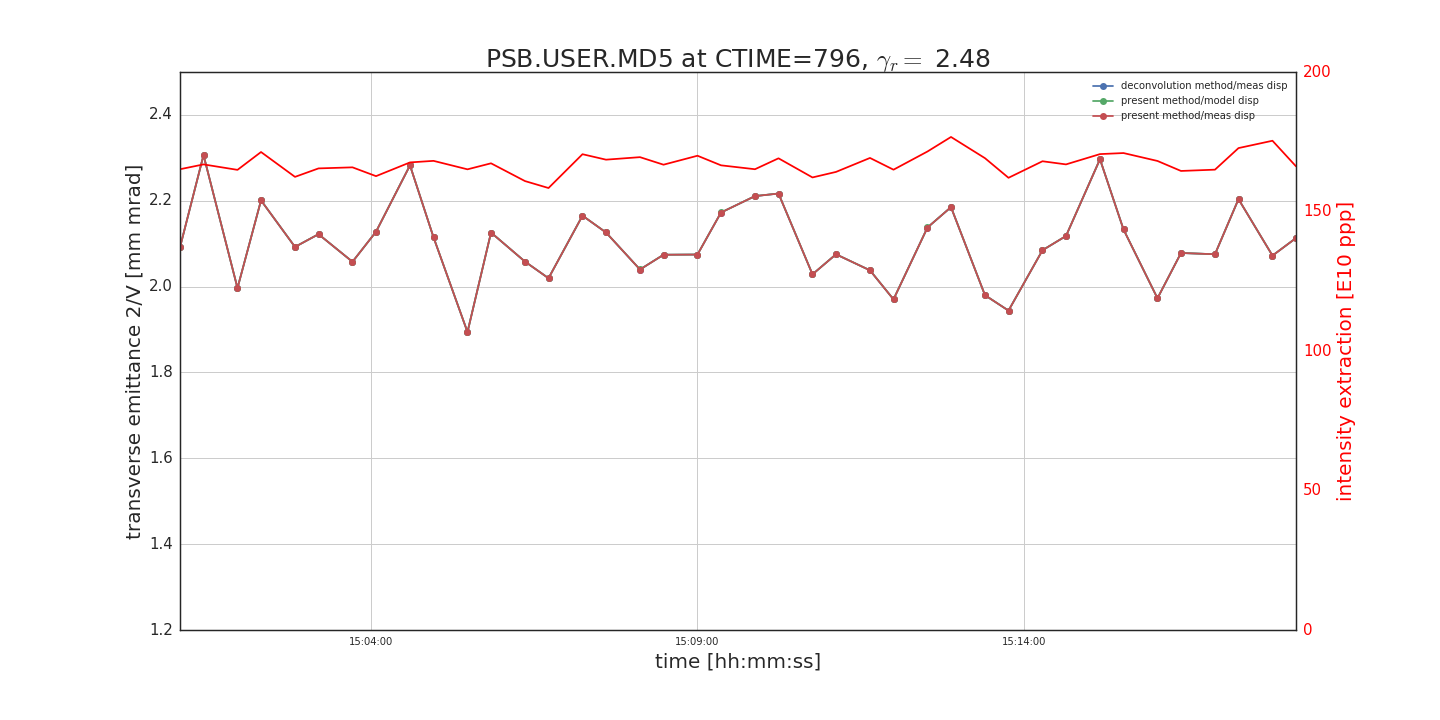 PSB.USER.MD5 at CTIME=796, γr = 2.48
deconvolution method/meas disp
present method/model disp
present method/meas disp
transverse emittance 2/V [mm mrad]
2.4
2.2
2.0
1.8
1.6
1.4
1.2
200
150
100
50
0
intensity extraction [E10 ppp]
15:04:00
15:09:00
15:14:00
time [hh:mm:ss]